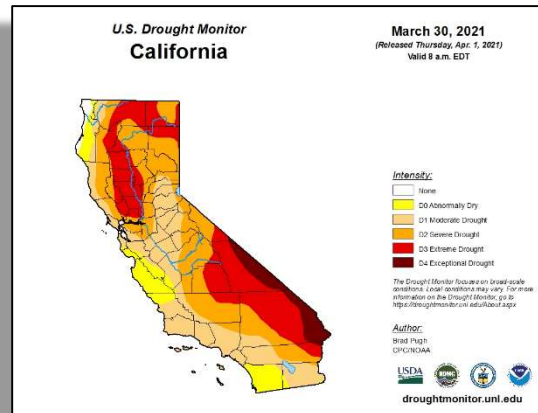 U.S. Drought Monitor
California
March 30, 2021
(Released Thursday, Apr. 1, 2021)
Valid 8 a.m. EDT
Intensity:
None
D0 Abnormally Dry
D1 Moderate Drought
D2 Severe Drought
D3 Extreme Drought
D4 Exceptional Drought
The Drought Monitor focuses on broad-scale
conditions. Local conditions may vary. For more
information on the Drought Monitor, go to
https://droughtmonitor.unl.edu/About.aspx
Author:
Brad Pugh
CPC/NOAA
USDA
NDMC
droughtmonitor.unl.edu